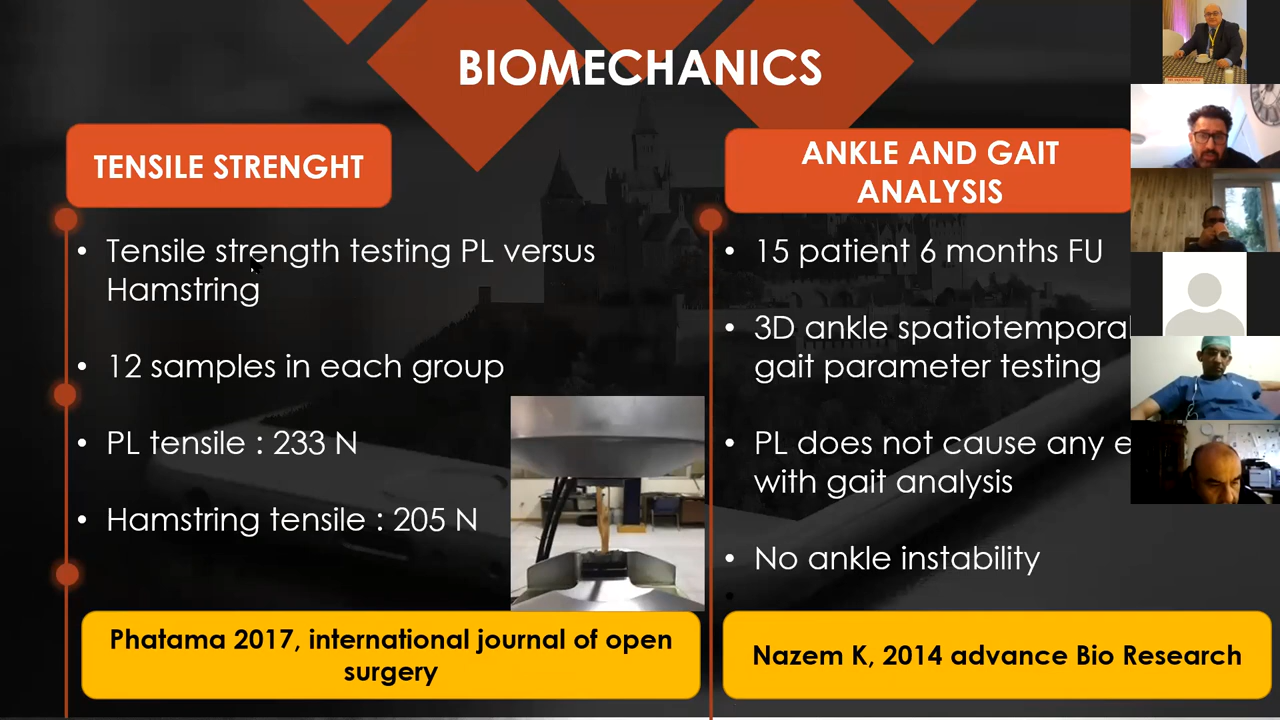 BIOMECHANICS
TENSILE STRENGHT
• Tensile strength testing PL versus
Hamstring
• 12 samples in each group
• PL tensile : 233 N
• Hamstring tensile : 205 N
Phatama 2017, international journal of open
surgery
ANKLE AND GAIT
ANALYSIS
• 15 patient 6 months FU
• 3D ankle spatiotemporal
gait parameter testing
• PL does not cause any
with gait analysis
• No ankle instability
Nazem K, 2014 advance Bio Research